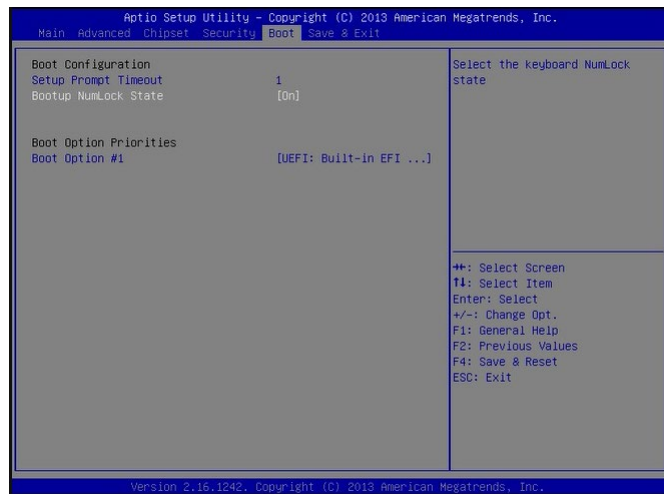 Aptio Setup Utility – Copyright (C) 2013 American Megatrends, Inc.
Main Advanced Chipset Security Boot Save & Exit
Boot Configuration
Setup Prompt Timeout 1
Bootup NumLock State [On]
Boot Option Priorities
Boot Option #1 [UEFI: Built-in EFI ...]
Select the keyboard NumLock
state
→←: Select Screen
↑↓: Select Item
Enter: Select
+/-: Change Opt.
F1: General Help
F2: Previous Values
F4: Save & Reset
ESC: Exit
Version 2.16.1242. Copyright (C) 2013 American Megatrends, Inc.